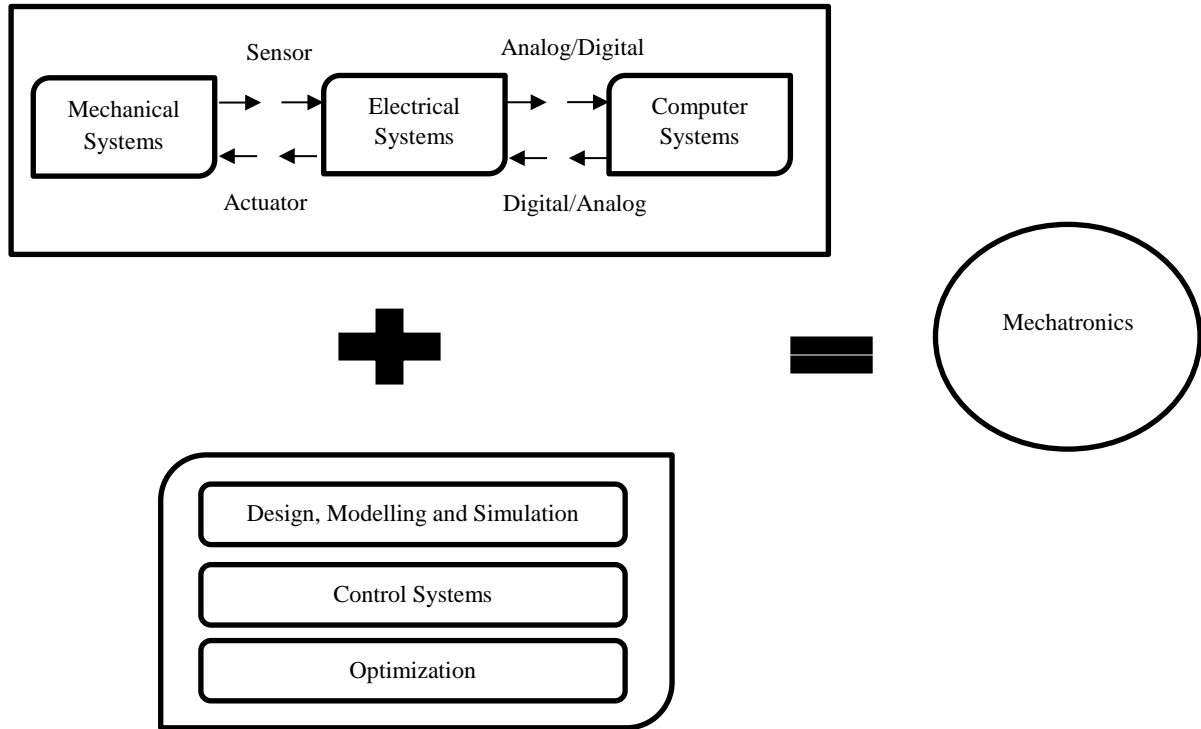 Sensor
Analog/Digital
Mechanical
Systems
Electrical
Systems
Computer
Systems
Actuator
Digital/Analog
Mechatronics
Design, Modelling and Simulation
Control Systems
Optimization